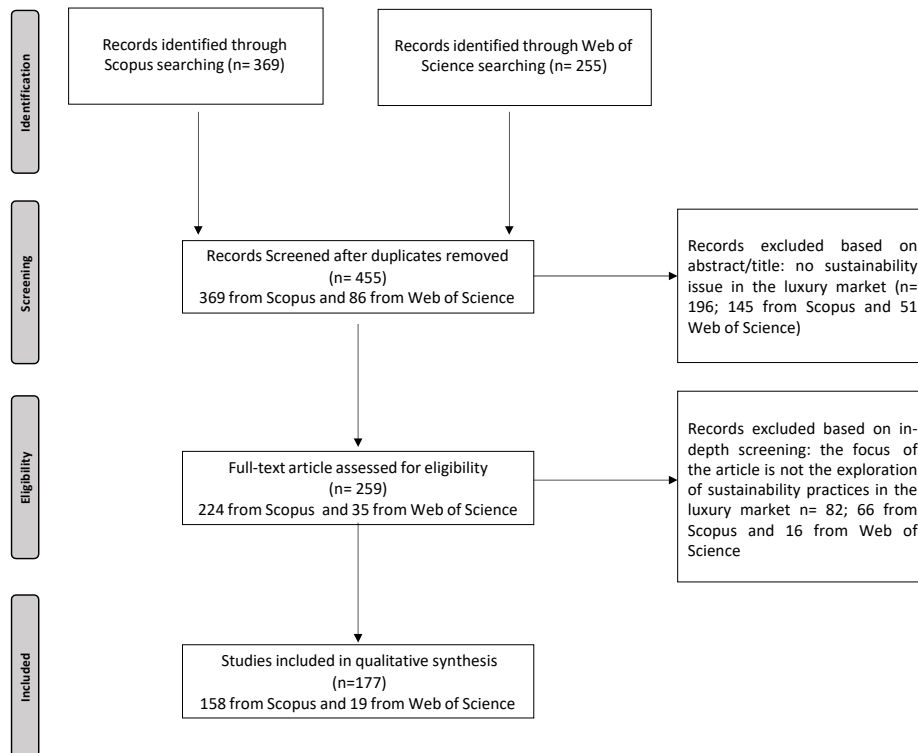 Identification
Records identified through
Scopus searching (n= 369)
Records identified through Web of
Science searching (n= 255)
Screening
Records Screened after duplicates removed
(n= 455)
369 from Scopus and 86 from Web of Science
Records excluded based on
abstract/title: no sustainability
issue in the luxury market (n=
196; 145 from Scopus and 51
Web of Science)
Eligibility
Full-text article assessed for eligibility
(n= 259)
224 from Scopus and 35 from Web of Science
Records excluded based on in-
depth screening: the focus of
the article is not the exploration
of sustainability practices in the
luxury market n= 82; 66 from
Scopus and 16 from Web of
Science
Included
Studies included in qualitative synthesis
(n=177)
158 from Scopus and 19 from Web of Science